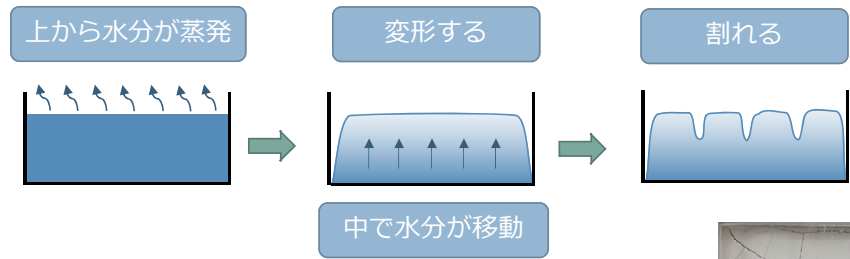 上から水分が蒸発
変形する
割れる
中で水分が移動